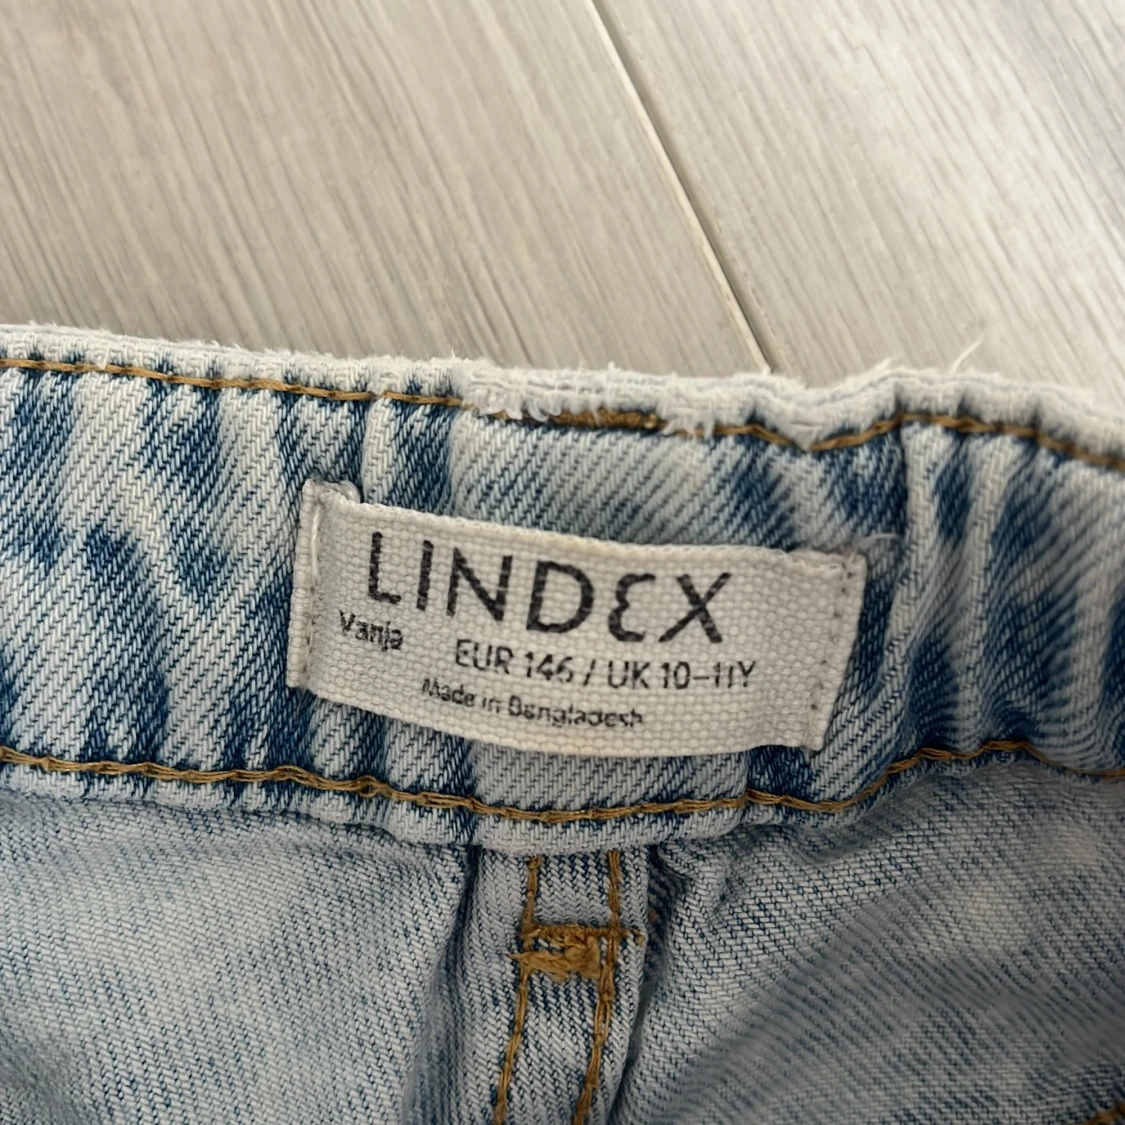 LINDEX
Vanja
EUR 146 / UK 10-11Y
Made in Bangladesh